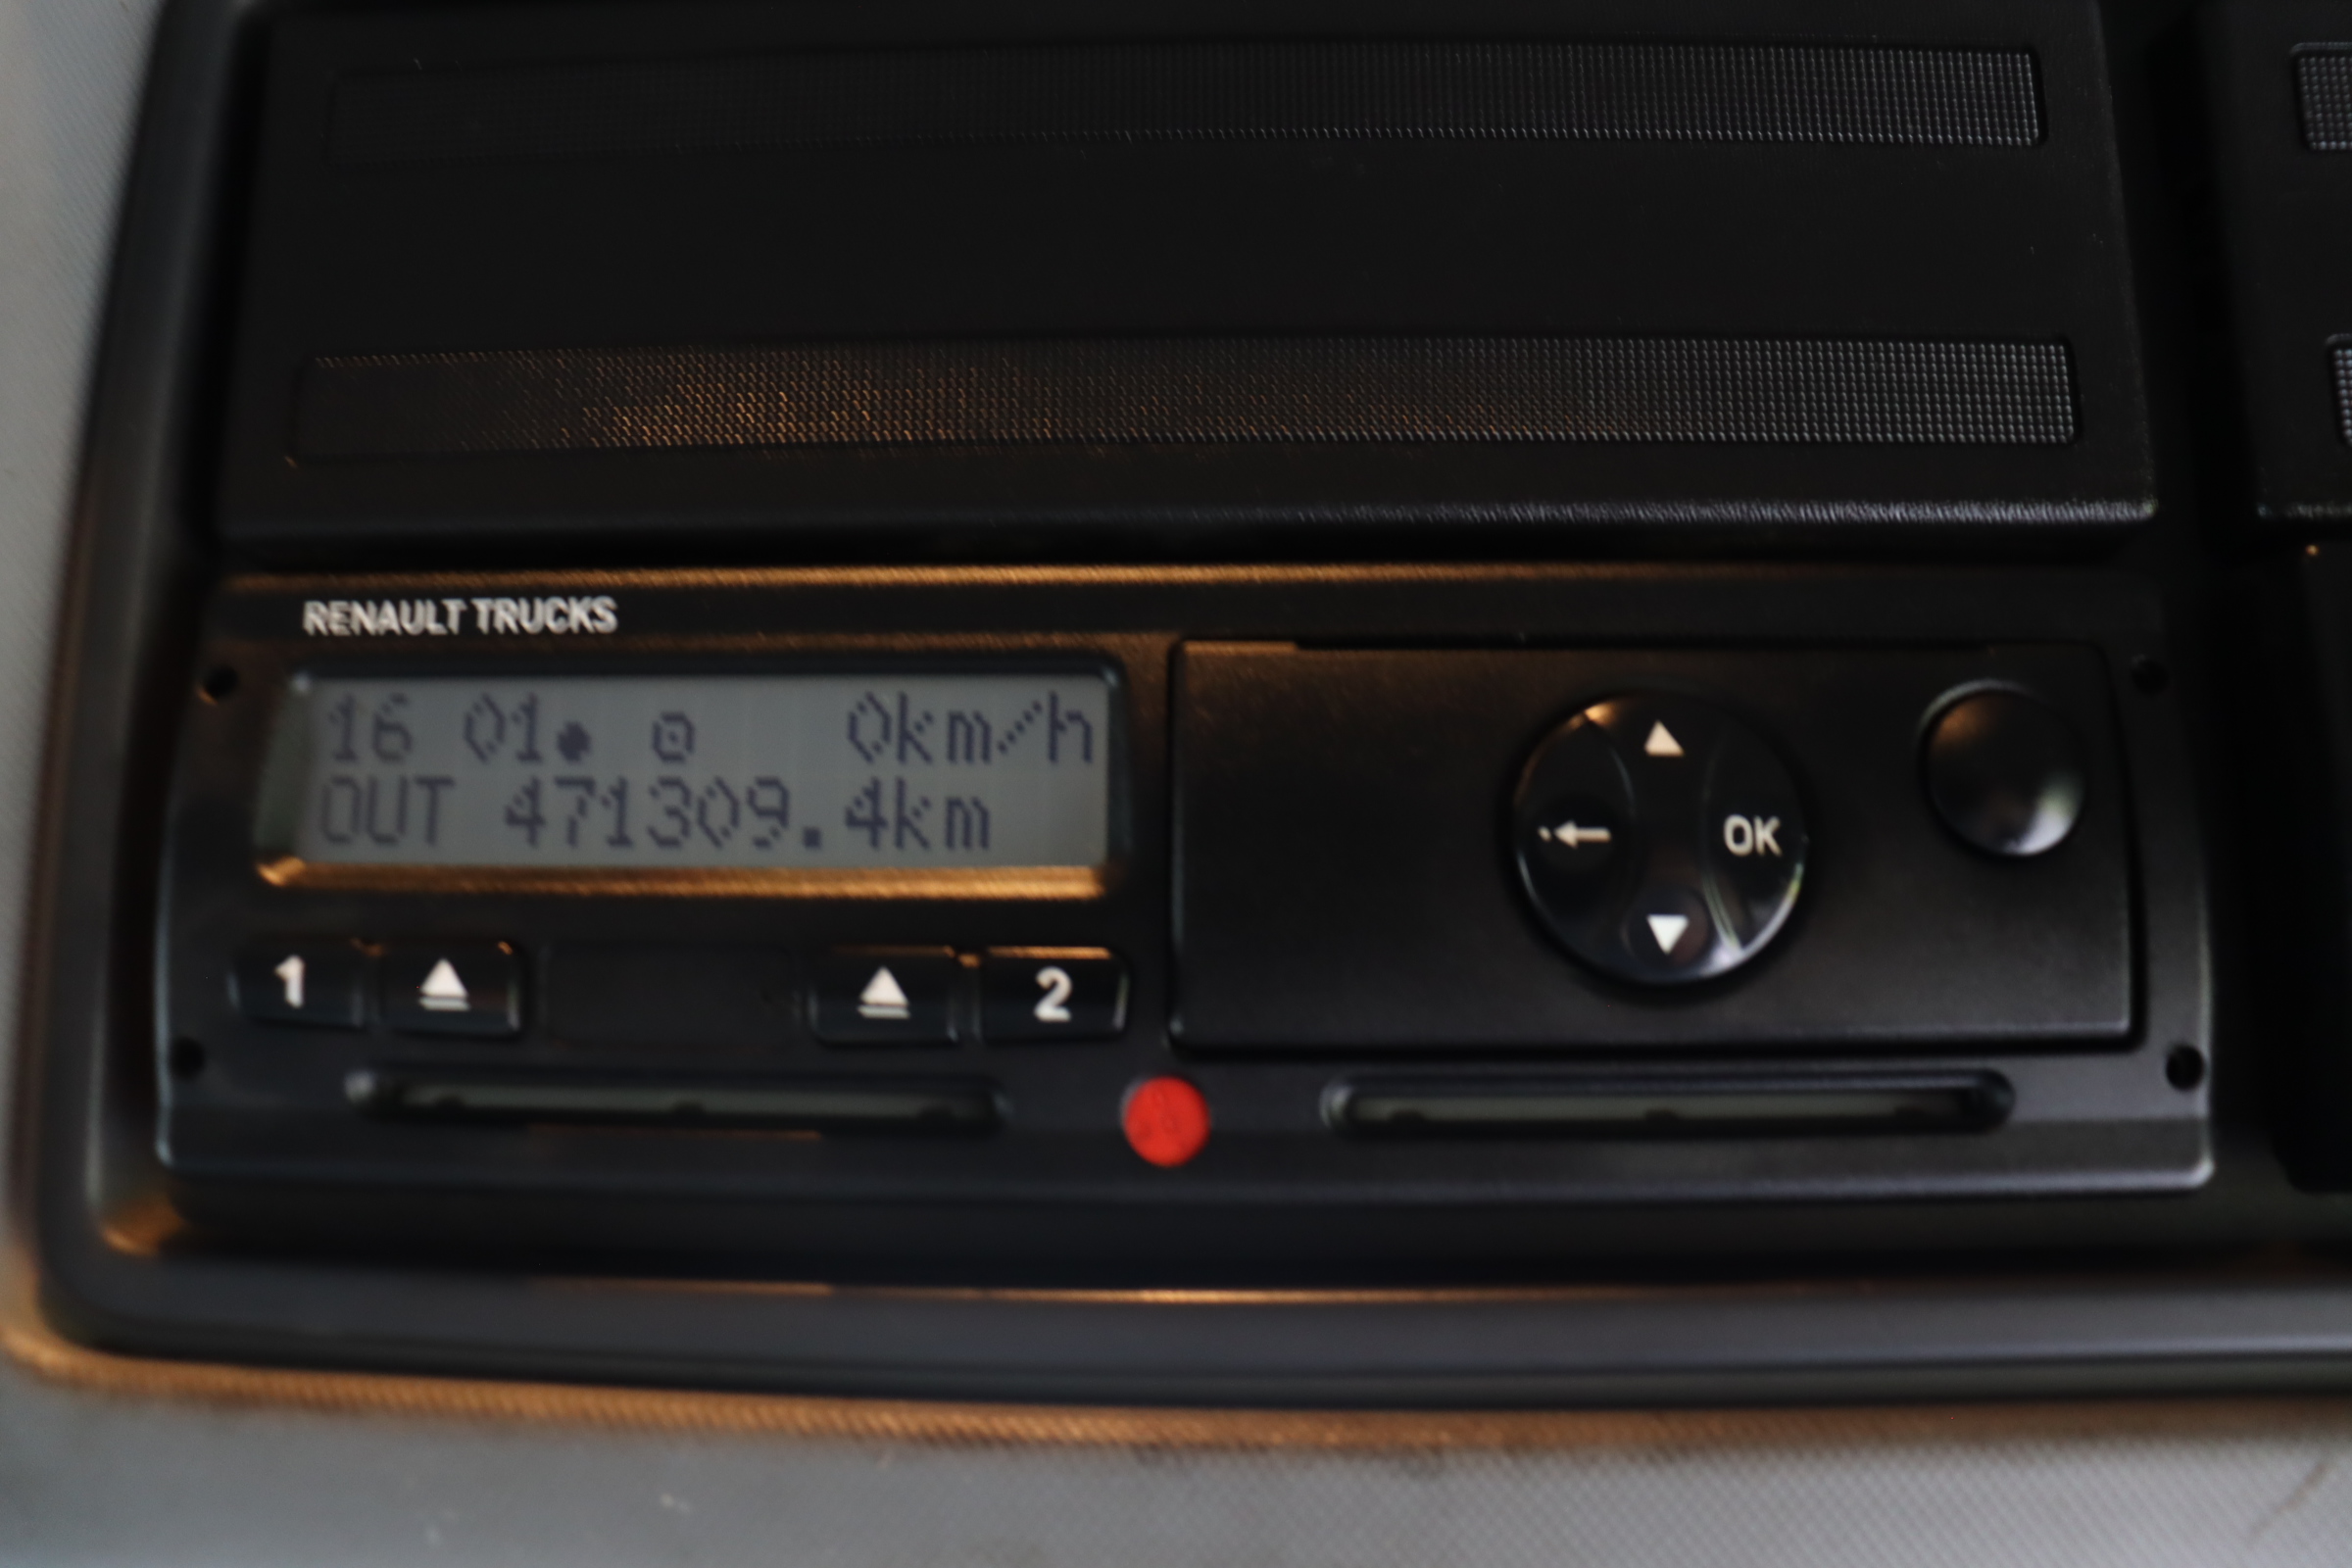 RENAULT TRUCKS
16 01 0km/h
OUT 471309.4km
OK
1 2